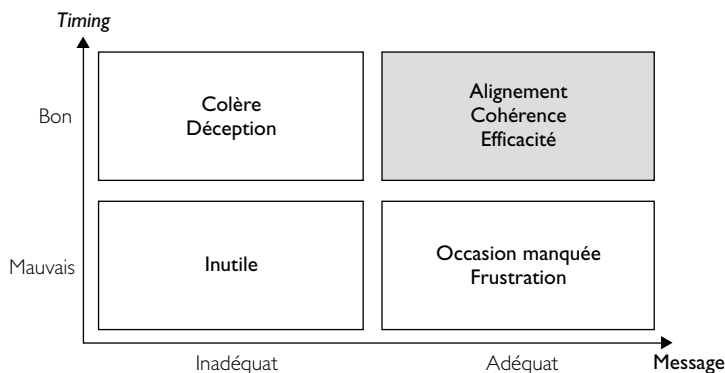 Timing
Bon
Colère
Déception
Alignement
Cohérence
Efficacité
Mauvais
Inutile
Occasion manquée
Frustration
Inadéquat
Adéquat
Message